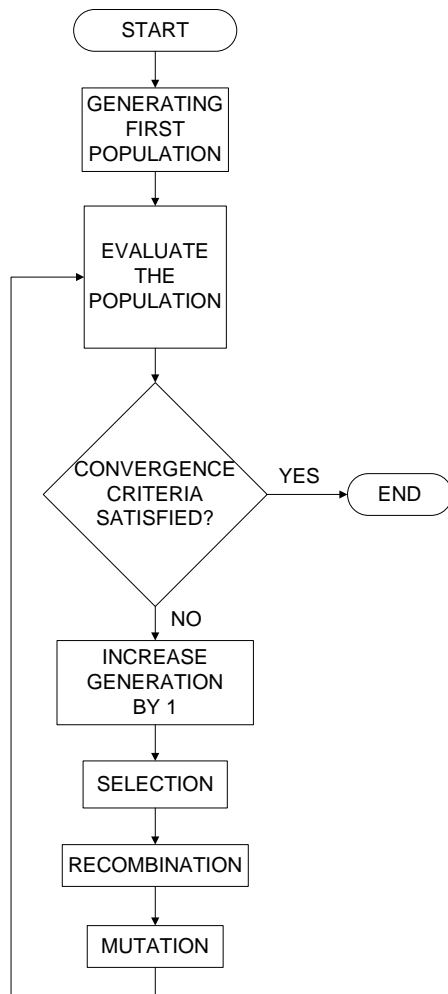 START
GENERATING
FIRST
POPULATION
EVALUATE
THE
POPULATION
CONVERGENCE
CRITERIA
SATISFIED?
YES
END
NO
INCREASE
GENERATION
BY 1
SELECTION
RECOMBINATION
MUTATION